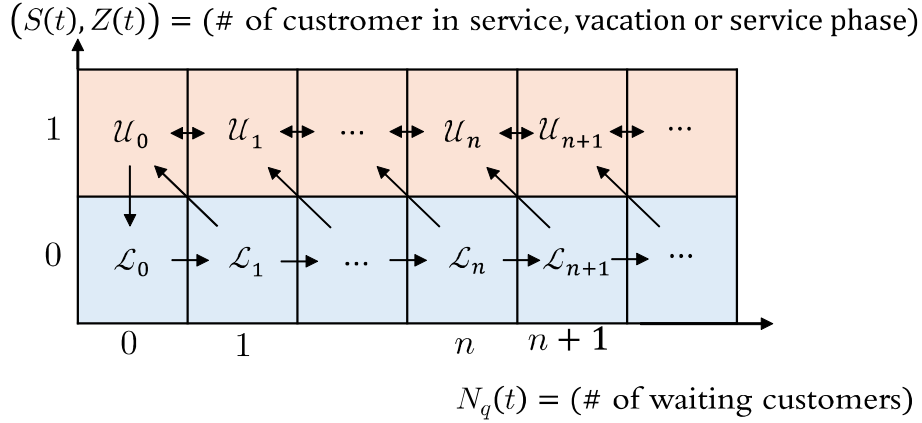 (S(t), Z(t)) = (# of custromer in service, vacation or service phase)
1 𝒰₀ 𝒰₁ ... 𝒰ₙ 𝒰ₙ₊₁ ...
0 ℒ₀ ℒ₁ ... ℒₙ ℒₙ₊₁ ...
0 1 n n + 1
N_q(t) = (# of waiting customers)